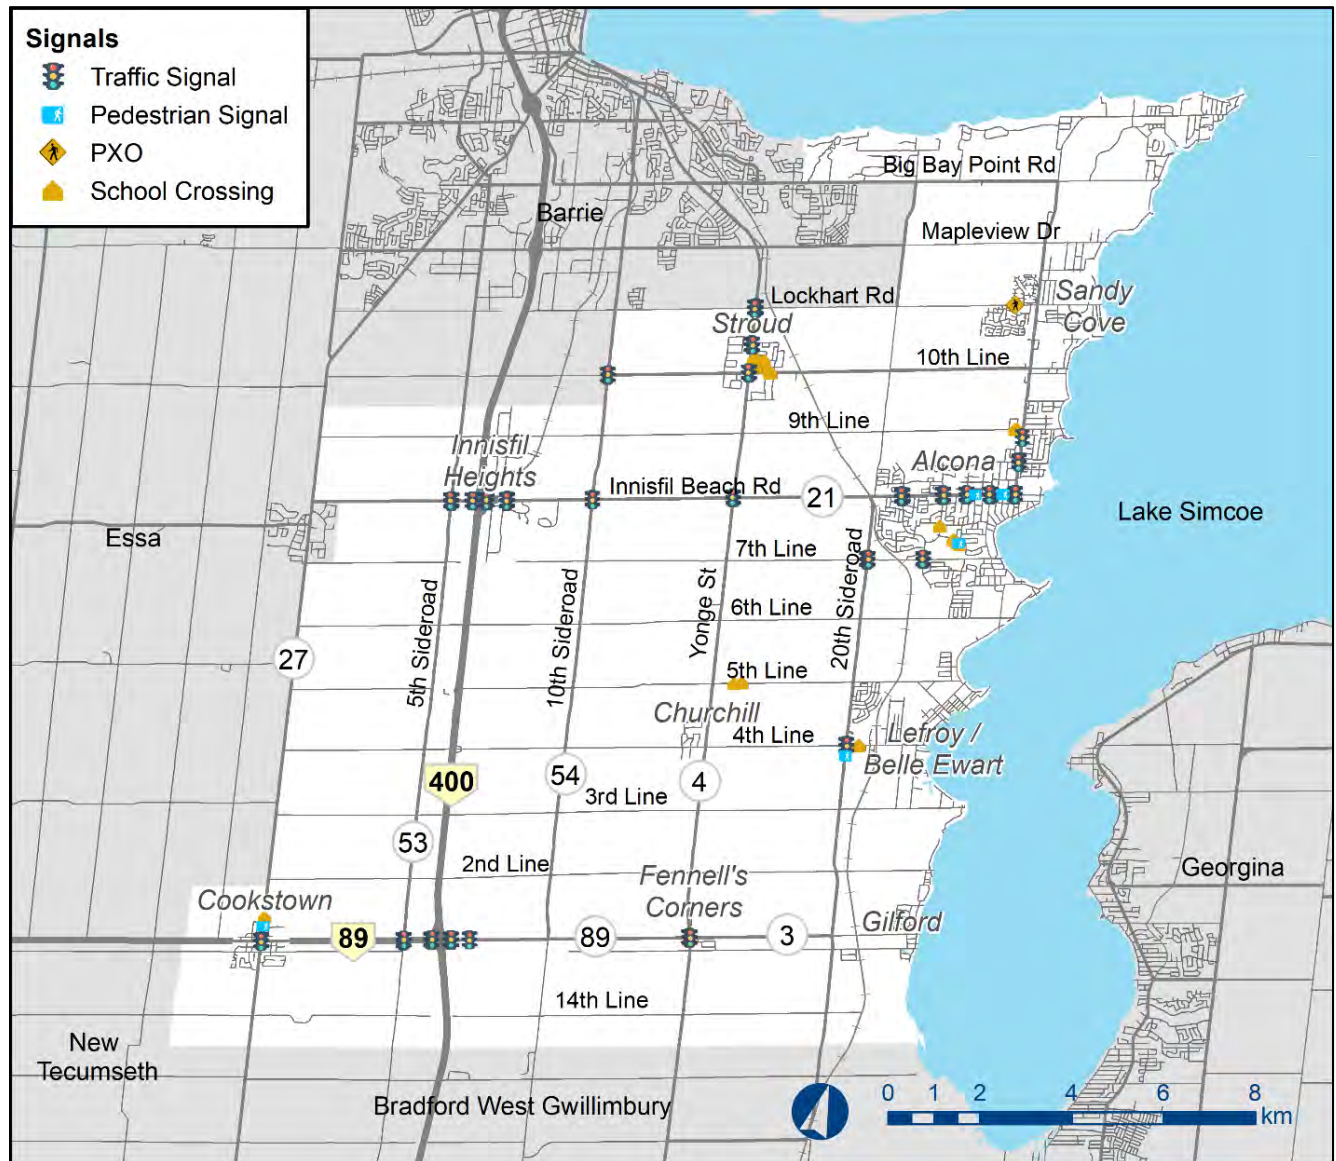 Signals
Traffic Signal
Pedestrian Signal
PXO
School Crossing
Big Bay Point Rd
Barrie
Mapleview Dr
Lockhart Rd
Sandy
Cove
Stroud
10th Line
9th Line
Innisfil
Heights
Alcona
Innisfil Beach Rd
21
Lake Simcoe
Essa
7th Line
5th Sideroad
10th Sideroad
Yonge St
20th Sideroad
6th Line
27
5th Line
Churchill
4th Line
Lefroy /
Belle Ewart
400
54
4
3rd Line
53
2nd Line
Fennell's
Corners
Georgina
Cookstown
Gilford
89
89
3
14th Line
New
Tecumseth
Bradford West Gwillimbury
0 1 2 4 6 8
km